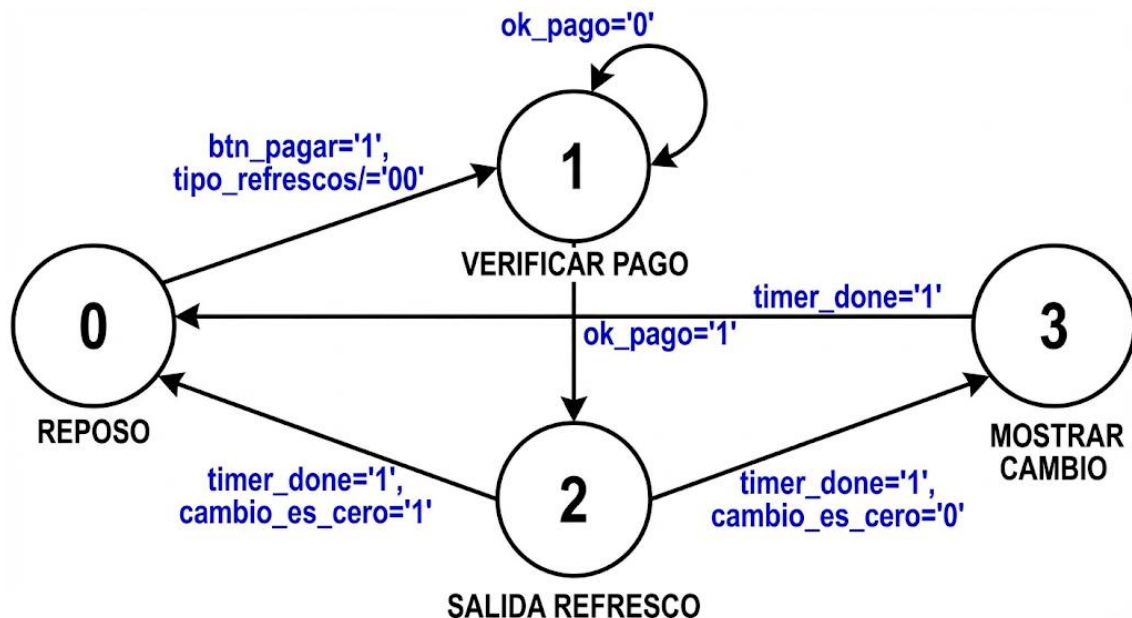 ok_pago='0'
btn_pagar='1',
tipo_refrescos/='00'
1
VERIFICAR PAGO
0
REPOSO
timer_done='1'
ok_pago='1'
3
MOSTRAR
CAMBIO
timer_done='1',
cambio_es_cero='1'
2
timer_done='1',
cambio_es_cero='0'
SALIDA REFRESCO